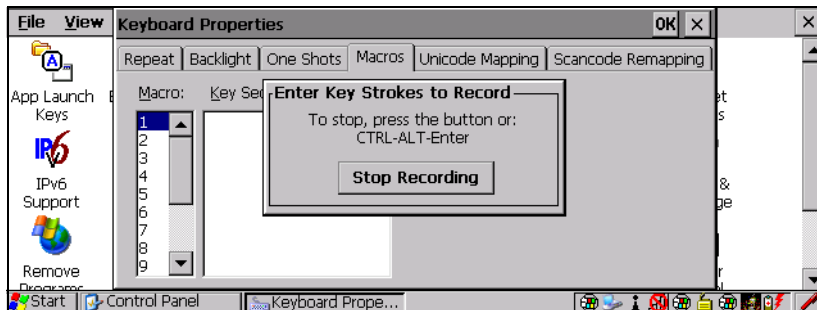 File View
Keyboard Properties
OK
Repeat
Backlight
One Shots
Macros
Unicode Mapping
Scancode Remapping
App Launch
Keys
IPv6
Support
Remove
Macro:
Key
1
2
3
4
5
6
7
8
9
Enter Key Strokes to Record
To stop, press the button or:
CTRL-ALT-Enter
Stop Recording
&
Start
Control Panel
Keyboard Prope...